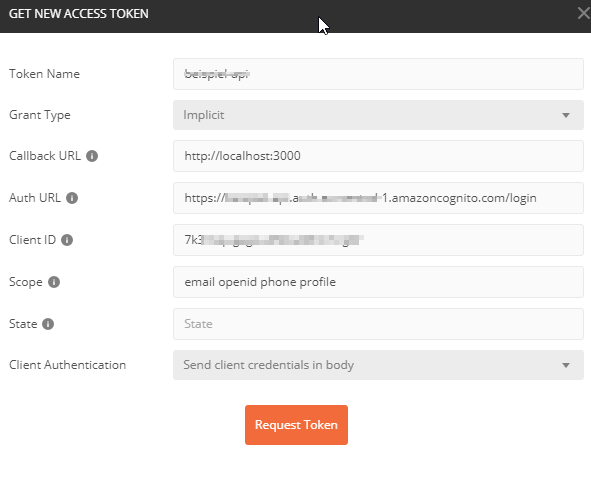 GET NEW ACCESS TOKEN
Token Name beispiel-api
Grant Type Implicit
Callback URL http://localhost:3000
Auth URL https:// 1.amazoncognito.com/login
Client ID 7k3
Scope email openid phone profile
State State
Client Authentication Send client credentials in body
Request Token